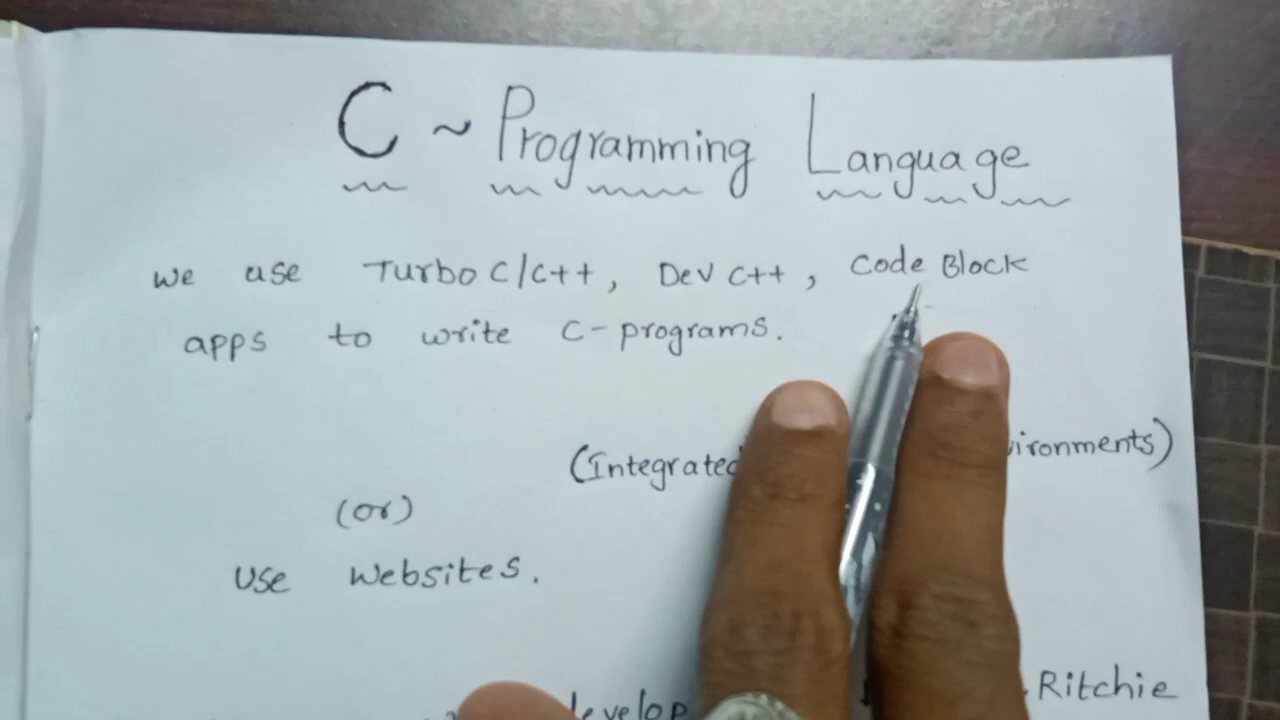 C ~ Programming Language
We use Turbo C/C++, Dev C++, Code Block
apps to write C-programs.
(Integrated ironments)
(or)
Use Websites.
Ritchie